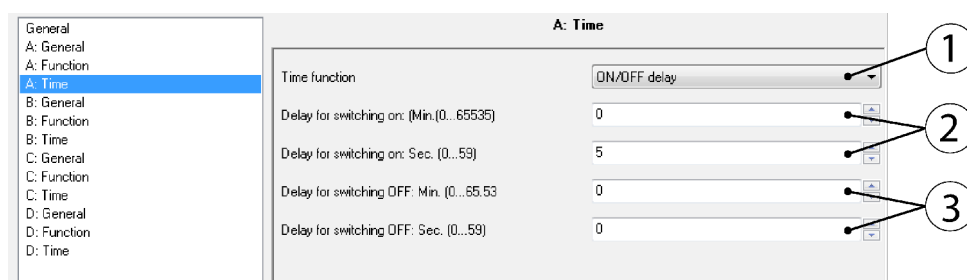 General
A: General
A: Function
A: Time
B: General
B: Function
B: Time
C: General
C: Function
C: Time
D: General
D: Function
D: Time
A: Time
Time function ON/OFF delay
Delay for switching on: (Min.(0...65535) 0
Delay for switching on: Sec. (0...59) 5
Delay for switching OFF: Min. (0...65.53 0
Delay for switching OFF: Sec. (0...59) 0
1
2
3